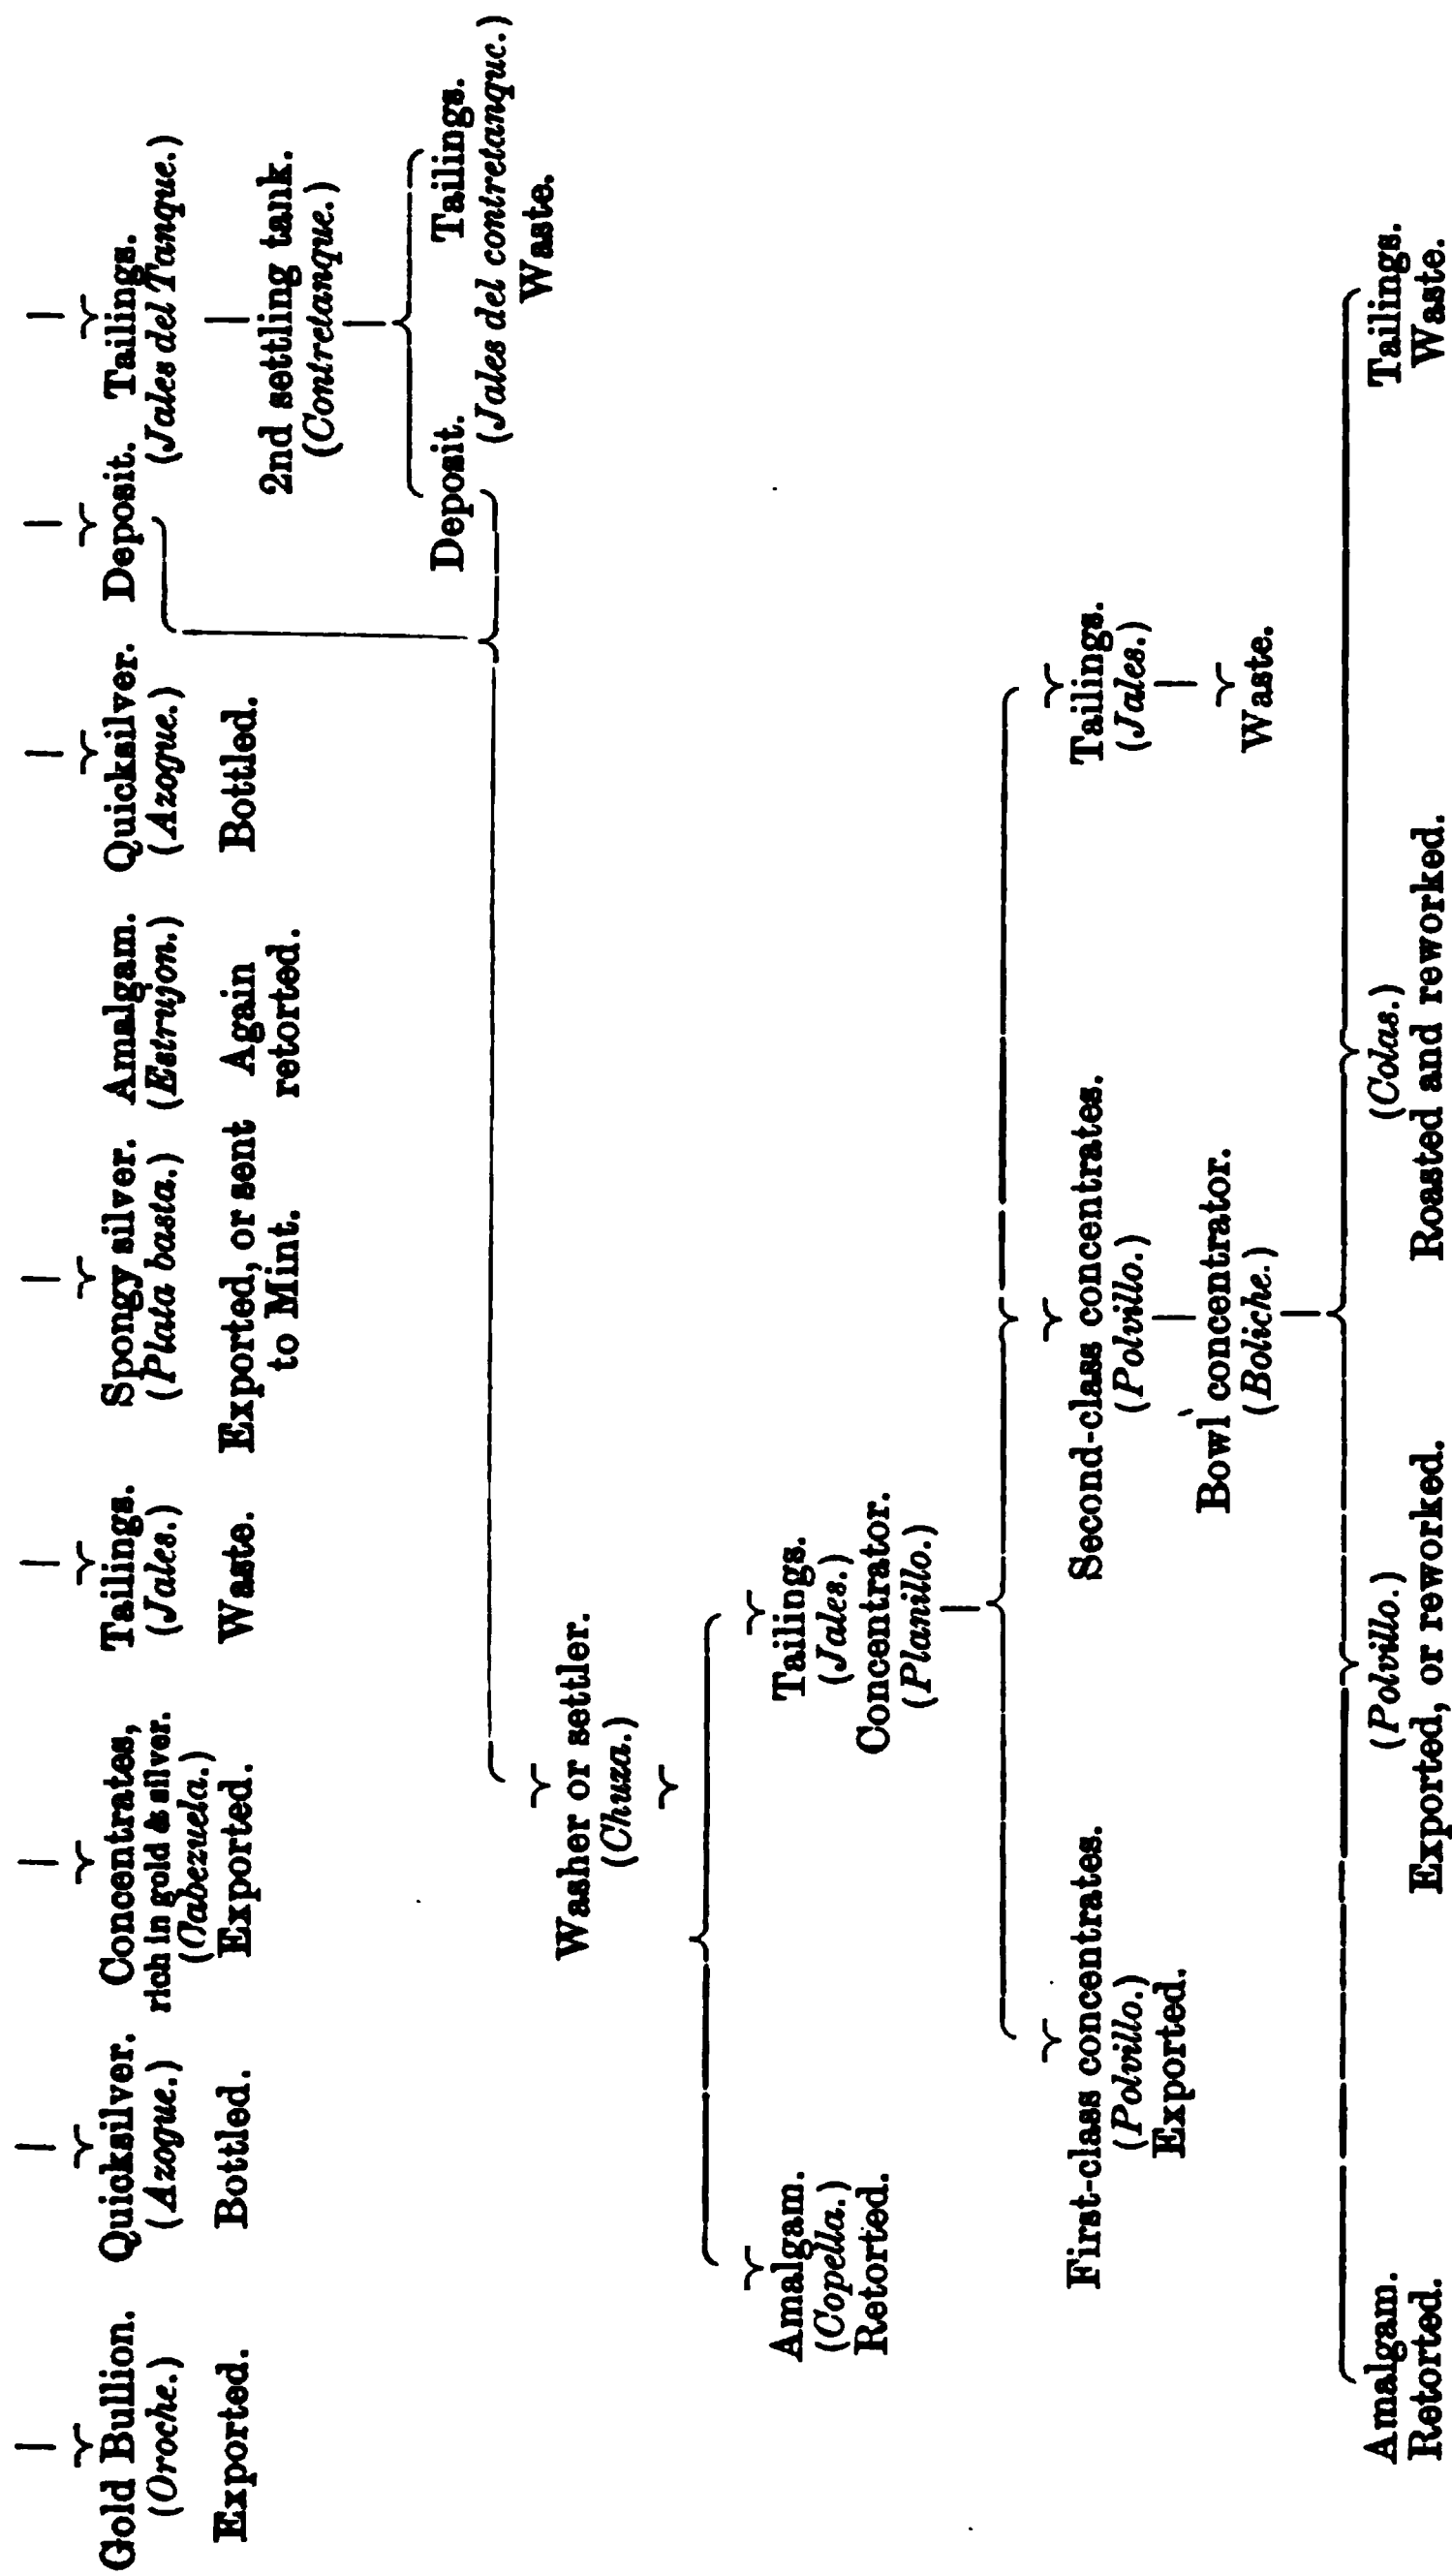 Gold Bullion.
(Oroche.)
Exported.
Quicksilver.
(Azogue.)
Bottled.
Concentrates,
rich in gold & silver.
(Cabezuela.)
Exported.
Tailings.
(Jales.)
Waste.
Spongy silver.
(Plata basta.)
Exported, or sent
to Mint.
Amalgam.
(Estrujon.)
Again
retorted.
Quicksilver.
(Azogue.)
Bottled.
Deposit.
Tailings.
(Jales del Tanque.)
2nd settling tank.
(Contretanque.)
Deposit.
Tailings.
(Jales del contretanque.)
Waste.
Washer or settler.
(Chuza.)
Amalgam.
(Copella.)
Retorted.
Tailings.
(Jales.)
Concentrator.
(Planillo.)
First-class concentrates.
(Polvillo.)
Exported.
Second-class concentrates.
(Polvillo.)
Bowl concentrator.
(Boliche.)
Tailings.
(Jales.)
Waste.
Amalgam.
Retorted.
(Polvillo.)
Exported, or reworked.
(Colas.)
Roasted and reworked.
Tailings.
Waste.